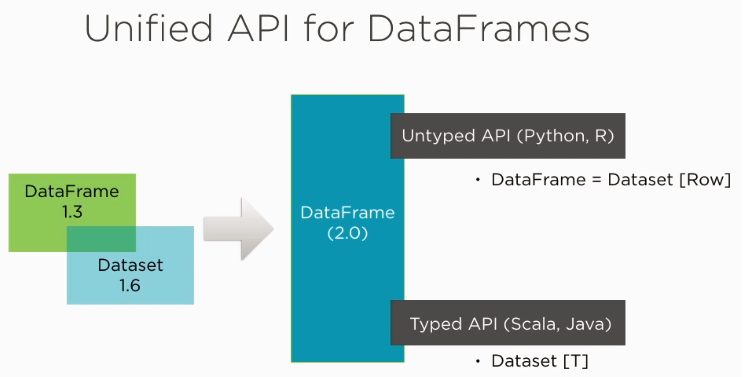 Unified API for DataFrames
DataFrame
1.3
Dataset
1.6
DataFrame
(2.0)
Untyped API (Python, R)
• DataFrame = Dataset [Row]
Typed API (Scala, Java)
• Dataset [T]